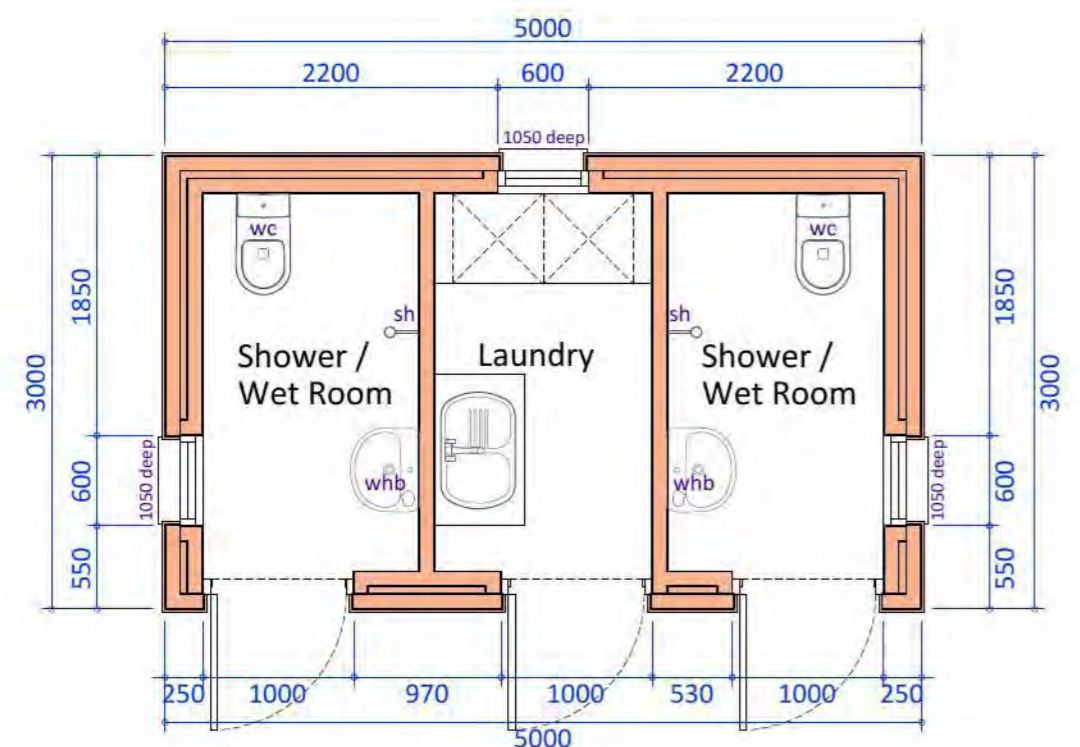 5000
2200 600 2200
1050 deep
wc wc
1850 1850
sh sh
Shower / Laundry Shower /
Wet Room Wet Room
3000 3000
1050 deep 600 whb whb 1050 deep 600
550 550
250 1000 970 1000 530 1000 250
5000